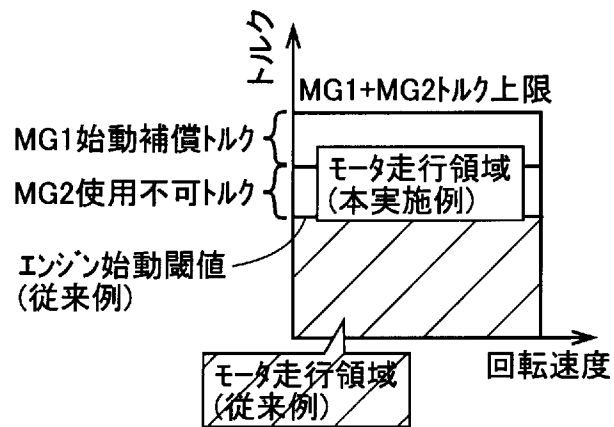 トルク
MG1+MG2トルク上限
MG1始動補償トルク
モータ走行領域
(本実施例)
MG2使用不可トルク
エンジン始動閾値
(従来例)
回転速度
モータ走行領域
(従来例)